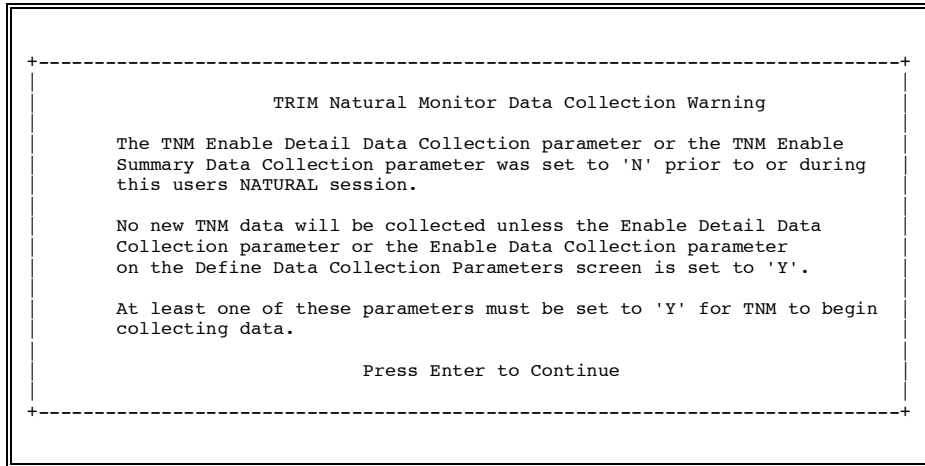 TRIM Natural Monitor Data Collection Warning
The TNM Enable Detail Data Collection parameter or the TNM Enable
Summary Data Collection parameter was set to 'N' prior to or during
this users NATURAL session.
No new TNM data will be collected unless the Enable Detail Data
Collection parameter or the Enable Data Collection parameter
on the Define Data Collection Parameters screen is set to 'Y'.
At least one of these parameters must be set to 'Y' for TNM to begin
collecting data.
Press Enter to Continue